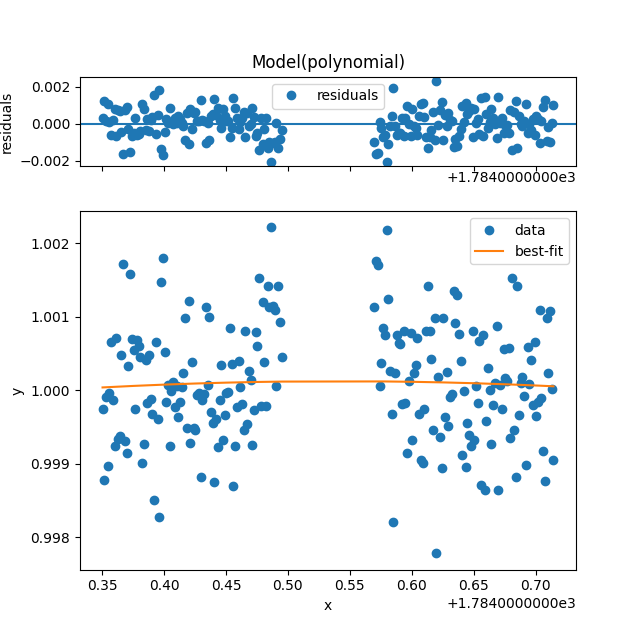 Model(polynomial)
residuals
0.002
0.000
−0.002
residuals
+1.7840000000e3
y
1.002
1.001
1.000
0.999
0.998
data
best-fit
0.35 0.40 0.45 0.50 0.55 0.60 0.65 0.70
x
+1.7840000000e3